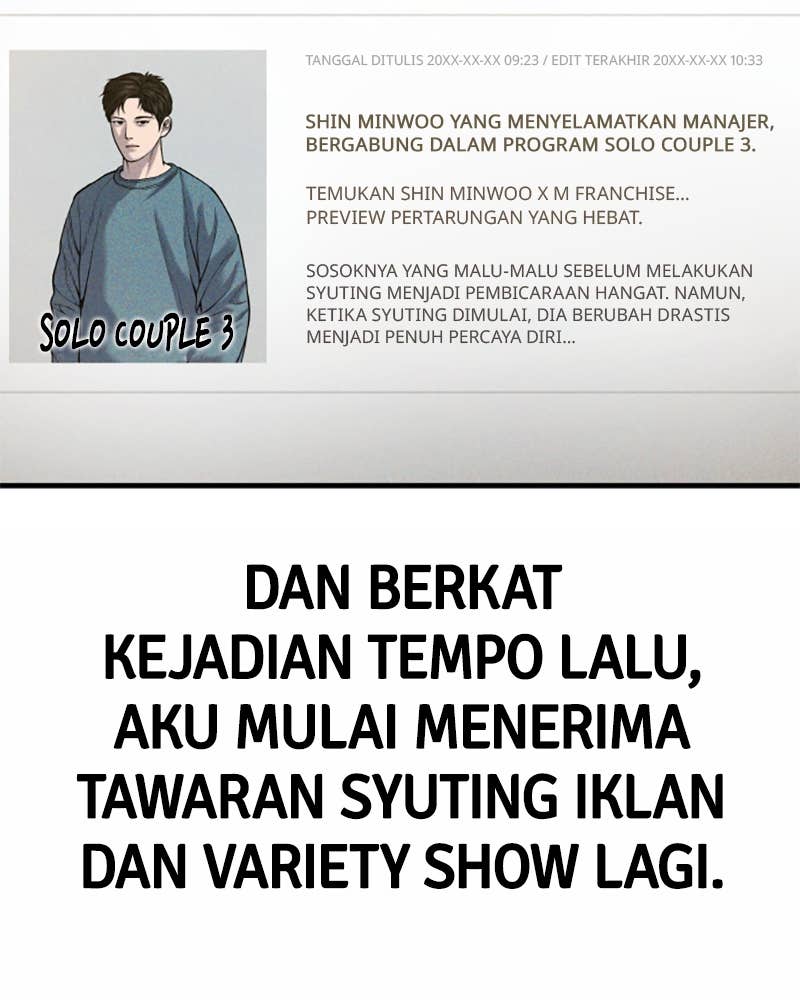 TANGGAL DITULIS 20XX-XX-XX 09:23 / EDIT TERAKHIR 20XX-XX-XX 10:33
SHIN MINWOO YANG MENYELAMATKAN MANAJER,
BERGABUNG DALAM PROGRAM SOLO COUPLE 3.
TEMUKAN SHIN MINWOO X M FRANCHISE...
PREVIEW PERTARUNGAN YANG HEBAT.
SOSOKNYA YANG MALU-MALU SEBELUM MELAKUKAN
SYUTING MENJADI PEMBICARAAN HANGAT. NAMUN,
KETIKA SYUTING DIMULAI, DIA BERUBAH DRASTIS
MENJADI PENUH PERCAYA DIRI...
SOLO COUPLE 3
DAN BERKAT
KEJADIAN TEMPO LALU,
AKU MULAI MENERIMA
TAWARAN SYUTING IKLAN
DAN VARIETY SHOW LAGI.